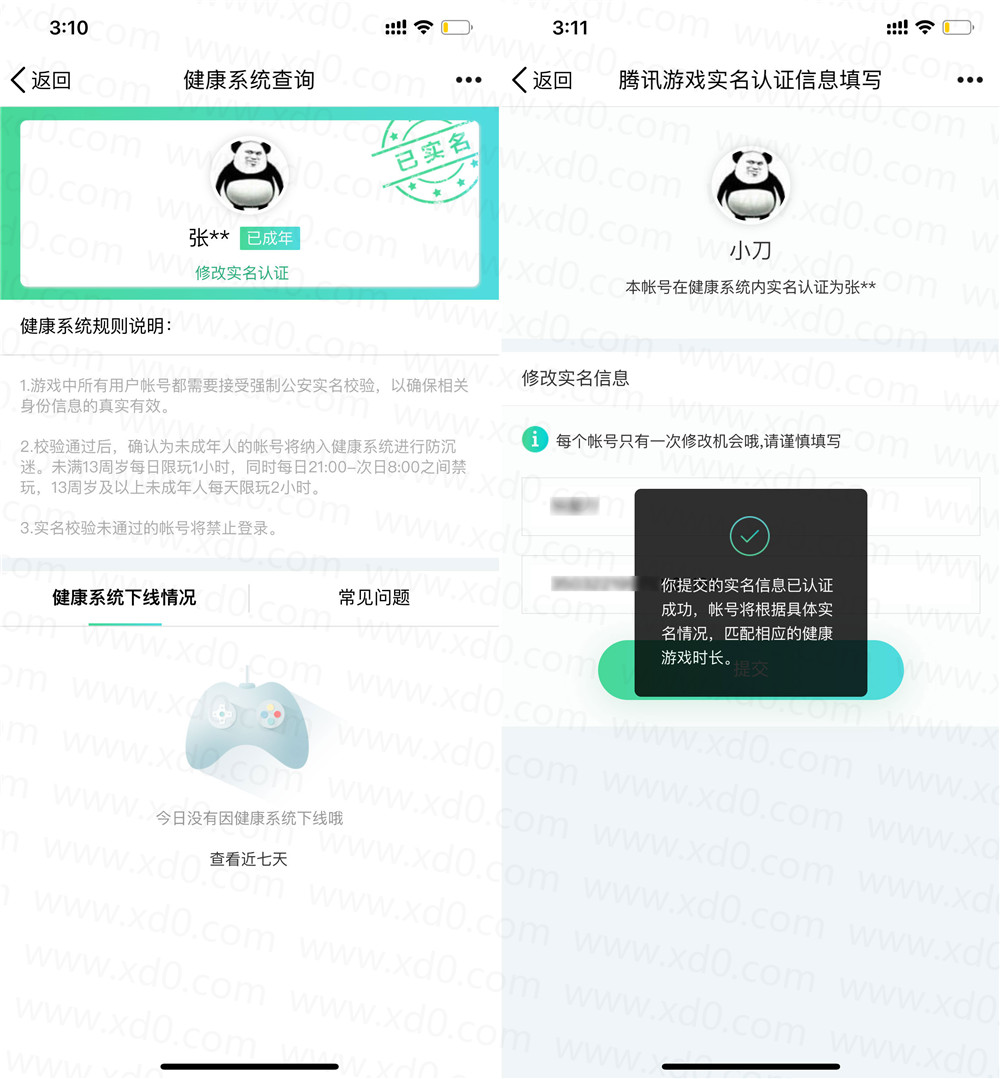 3:10
返回
健康系统查询
已实名
张** 已成年
修改实名认证
健康系统规则说明：
1.游戏中所有用户帐号都需要接受强制公安实名校验，以确保相关
身份信息的真实有效。
2.校验通过后，确认为未成年人的帐号将纳入健康系统进行防沉
迷。未满13周岁每日限玩1小时，同时每日21:00-次日8:00之间禁
玩，13周岁及以上未成年人每天限玩2小时。
3.实名校验未通过的帐号将禁止登录。
健康系统下线情况 常见问题
今日没有因健康系统下线哦
查看近七天
3:11
返回
腾讯游戏实名认证信息填写
小刀
本帐号在健康系统内实名认证为张**
修改实名信息
每个帐号只有一次修改机会哦,请谨慎填写
你提交的实名信息已认证
成功，帐号将根据具体实
名情况，匹配相应的健康
游戏时长。
提交
www.xd0.com